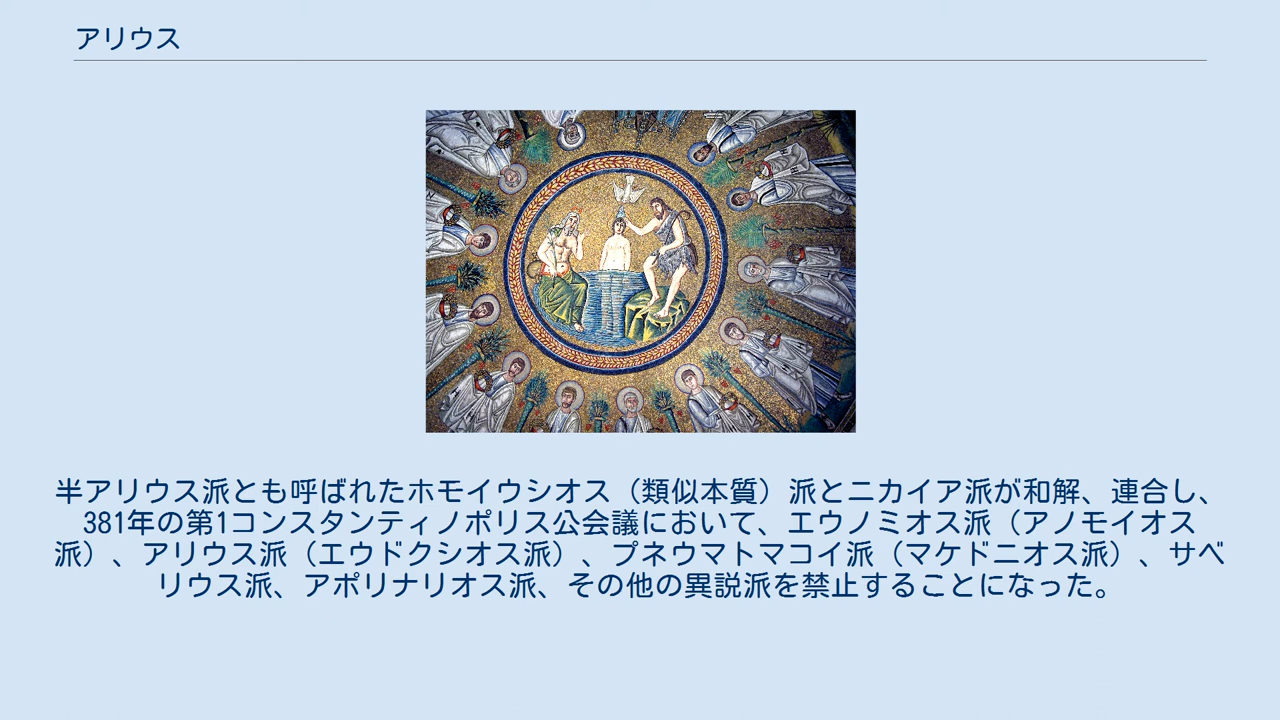 アリウス
半アリウス派とも呼ばれたホモイウシオス（類似本質）派とニカイア派が和解、連合し、
381年の第1コンスタンティノポリス公会議において、エウノミオス派（アノモイオス
派）、アリウス派（エウドクシオス派）、プネウマトマコイ派（マケドニオス派）、サベ
リウス派、アポリナリオス派、その他の異説派を禁止することになった。